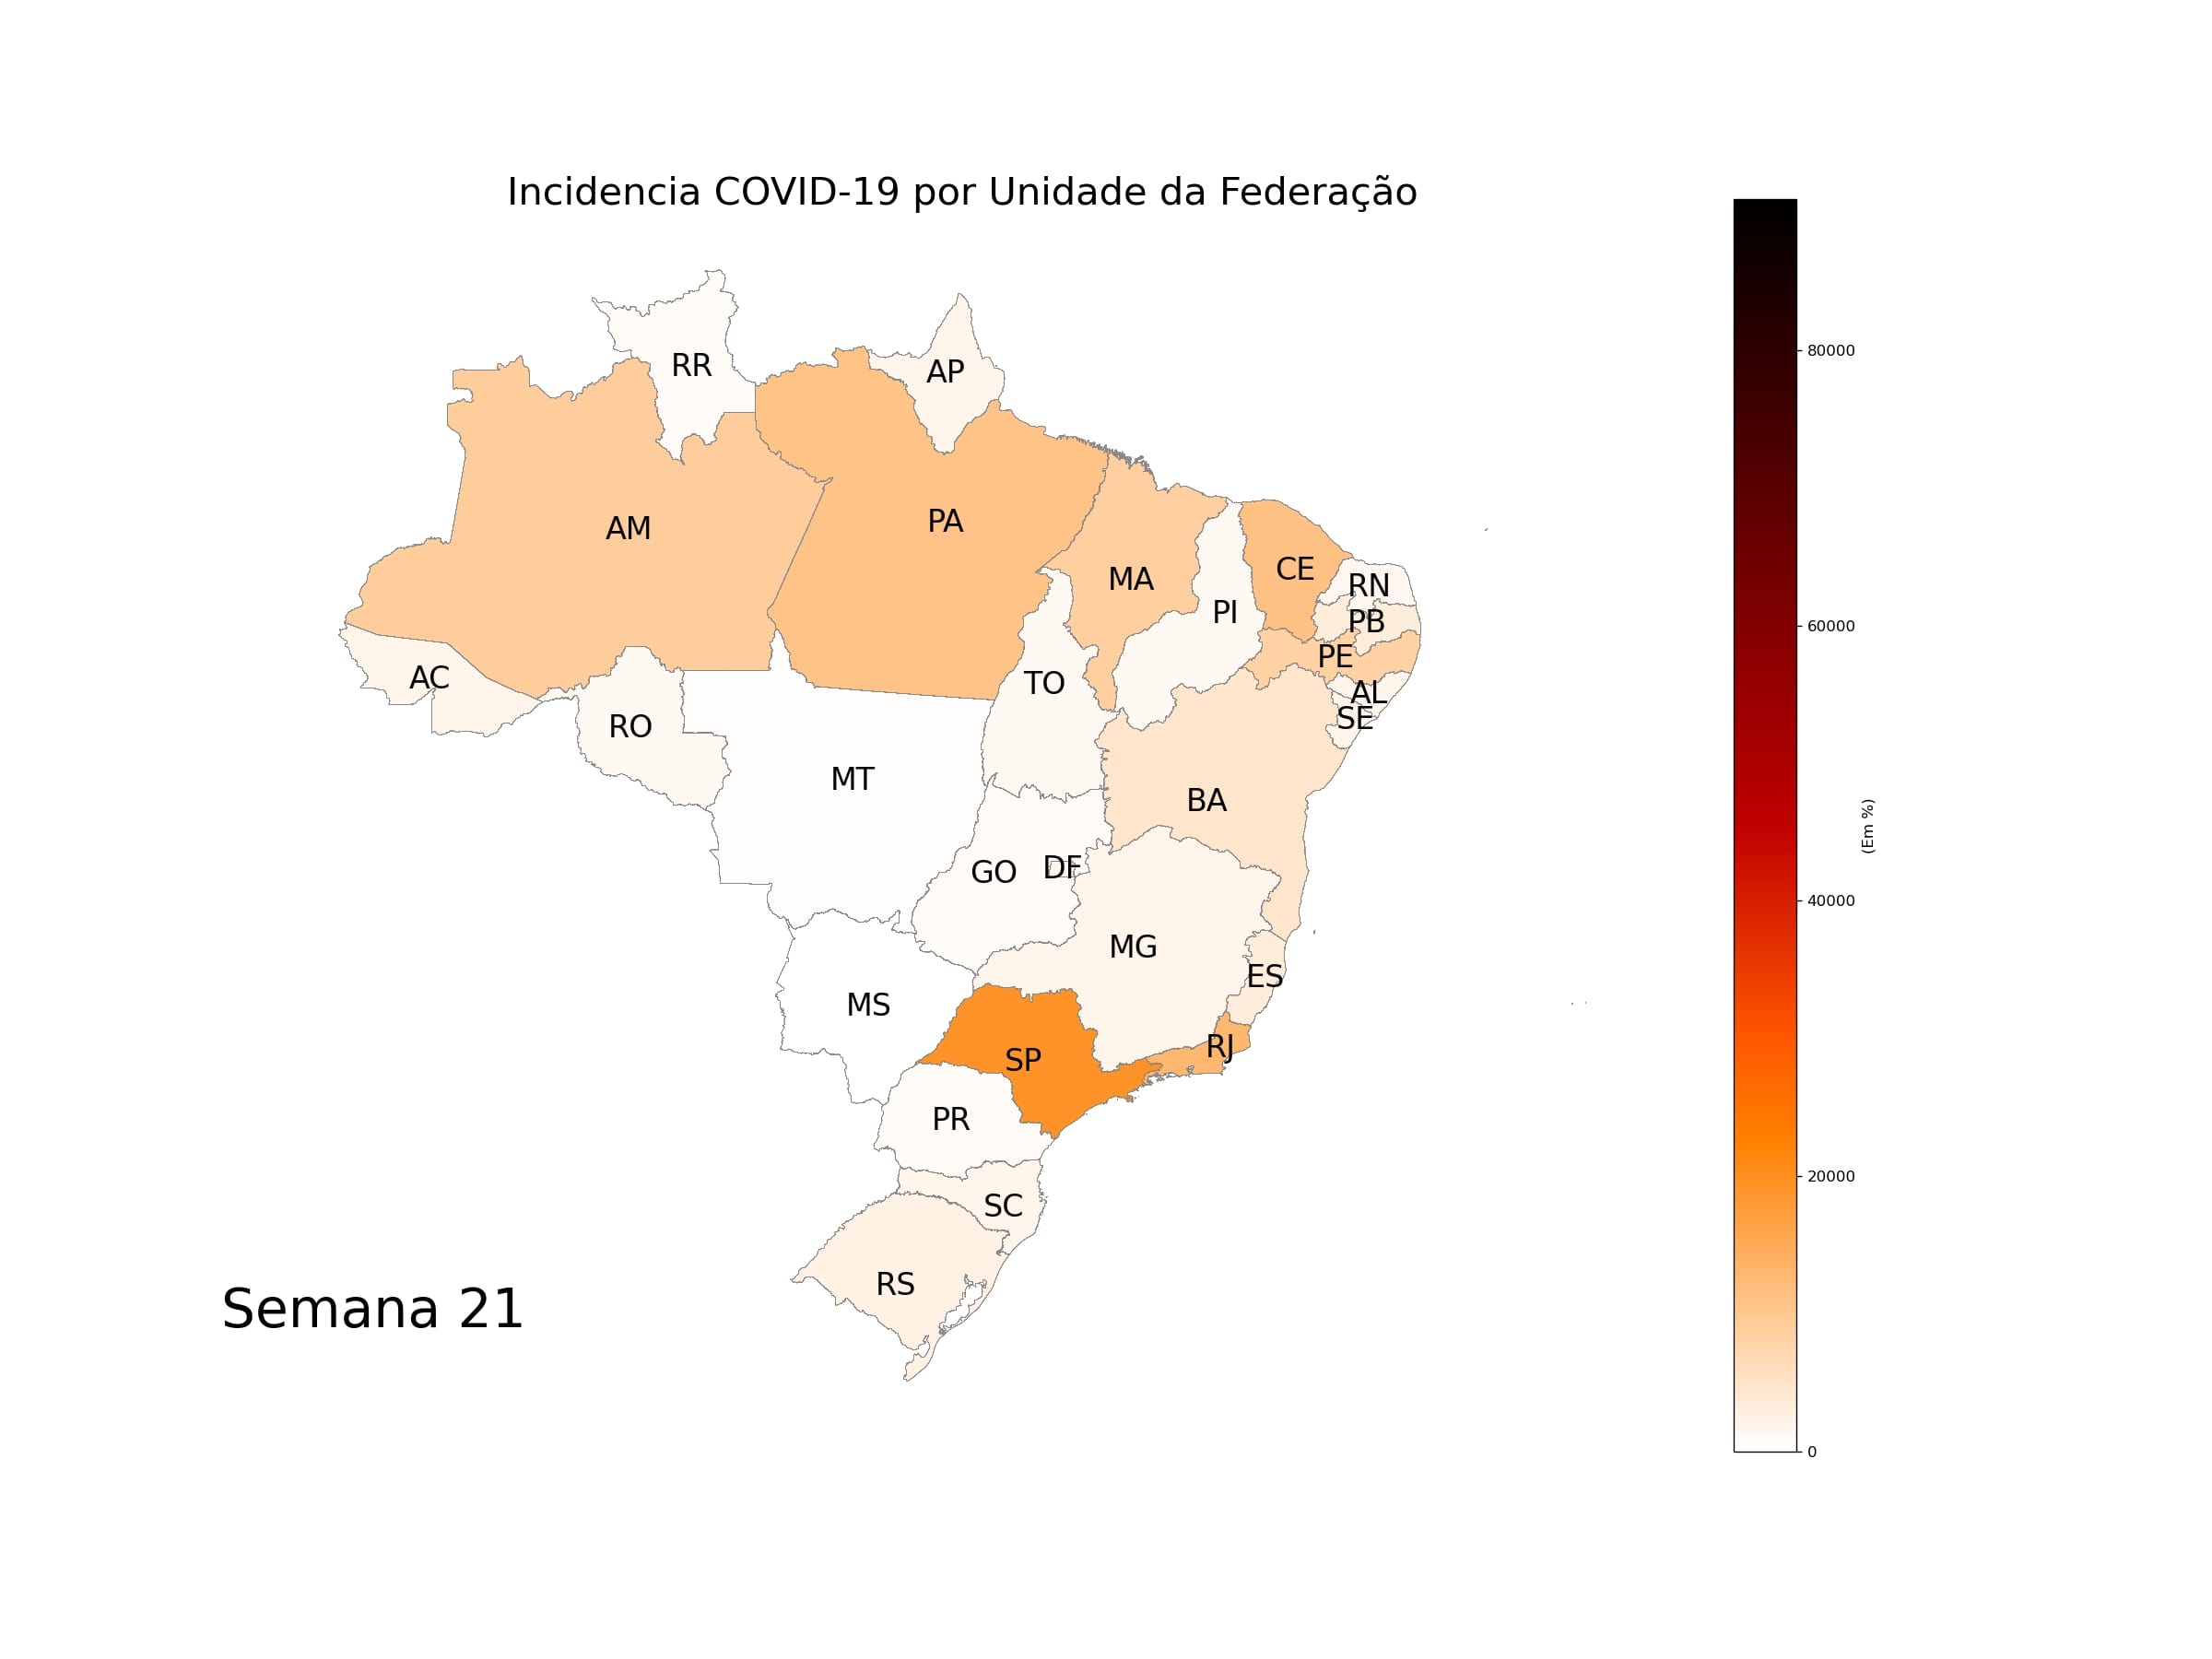 Incidencia COVID-19 por Unidade da Federação
RR
AP
80000
AM
PA
MA
CE
RN
PI
PB
60000
PE
AC
TO
AL
SE
RO
MT
BA
(Em %)
GO
DF
40000
MG
ES
MS
RJ
SP
PR
20000
SC
RS
Semana 21
0